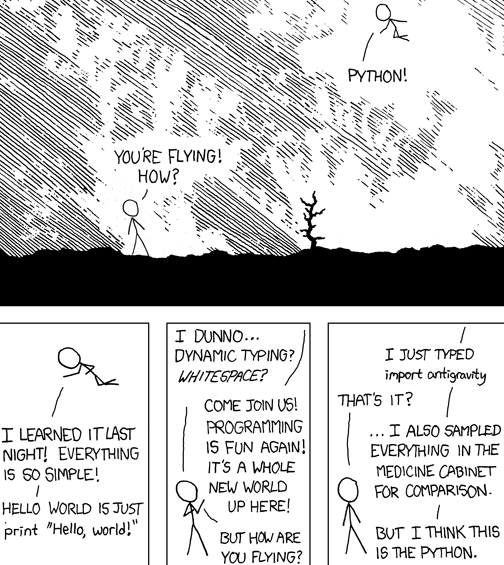 PYTHON!
YOU'RE FLYING!
HOW?
I LEARNED IT LAST
NIGHT! EVERYTHING
IS SO SIMPLE!
HELLO WORLD IS JUST
print "Hello, world!"
I DUNNO...
DYNAMIC TYPING?
WHITESPACE?
COME JOIN US!
PROGRAMMING
IS FUN AGAIN!
IT'S A WHOLE
NEW WORLD
UP HERE!
BUT HOW ARE
YOU FLYING?
I JUST TYPED
import antigravity
THAT'S IT?
... I ALSO SAMPLED
EVERYTHING IN THE
MEDICINE CABINET
FOR COMPARISON.
BUT I THINK THIS
IS THE PYTHON.